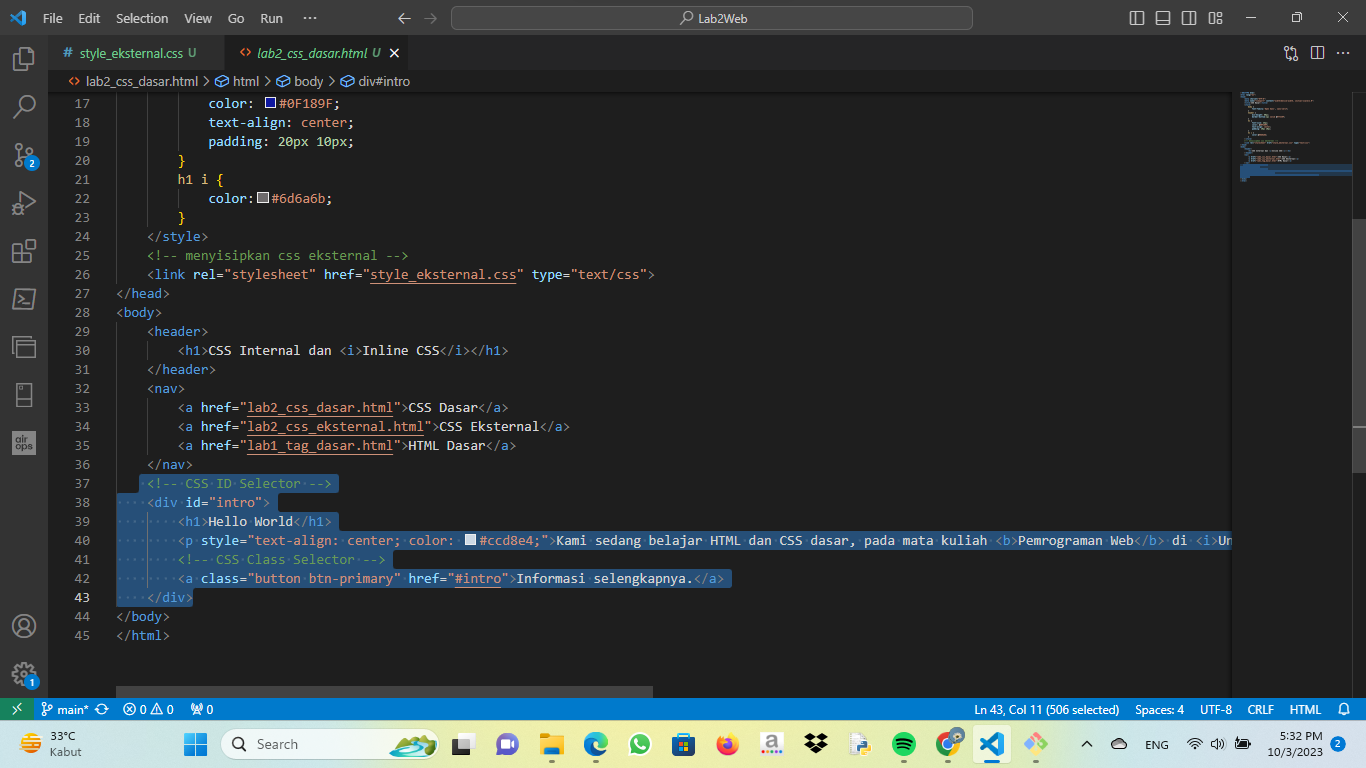 File Edit Selection View Go Run ··· Lab2Web
# style_eksternal.css U <> lab2_css_dasar.html U
<> lab2_css_dasar.html > html > body > div#intro
17 color: #0F189F;
18 text-align: center;
19 padding: 20px 10px;
20 }
21 h1 i {
22 color:#6d6a6b;
23 }
24 </style>
25 <!-- menyisipkan css eksternal -->
26 <link rel="stylesheet" href="style_eksternal.css" type="text/css">
27 </head>
28 <body>
29 <header>
30 <h1>CSS Internal dan <i>Inline CSS</i></h1>
31 </header>
32 <nav>
33 <a href="lab2_css_dasar.html">CSS Dasar</a>
34 <a href="lab2_css_eksternal.html">CSS Eksternal</a>
35 <a href="lab1_tag_dasar.html">HTML Dasar</a>
36 </nav>
37 <!-- CSS ID Selector -->
38 <div id="intro">
39 <h1>Hello World</h1>
40 <p style="text-align: center; color: #ccd8e4;">Kami sedang belajar HTML dan CSS dasar, pada mata kuliah <b>Pemrograman Web</b> di <i>Un
41 <!-- CSS Class Selector -->
42 <a class="button btn-primary" href="#intro">Informasi selengkapnya.</a>
43 </div>
44 </body>
45 </html>
2
air ops
1
main* 0 0 0 Ln 43, Col 11 (506 selected) Spaces: 4 UTF-8 CRLF HTML
33°C
Kabut
Search
a
ENG
5:32 PM
10/3/2023
2